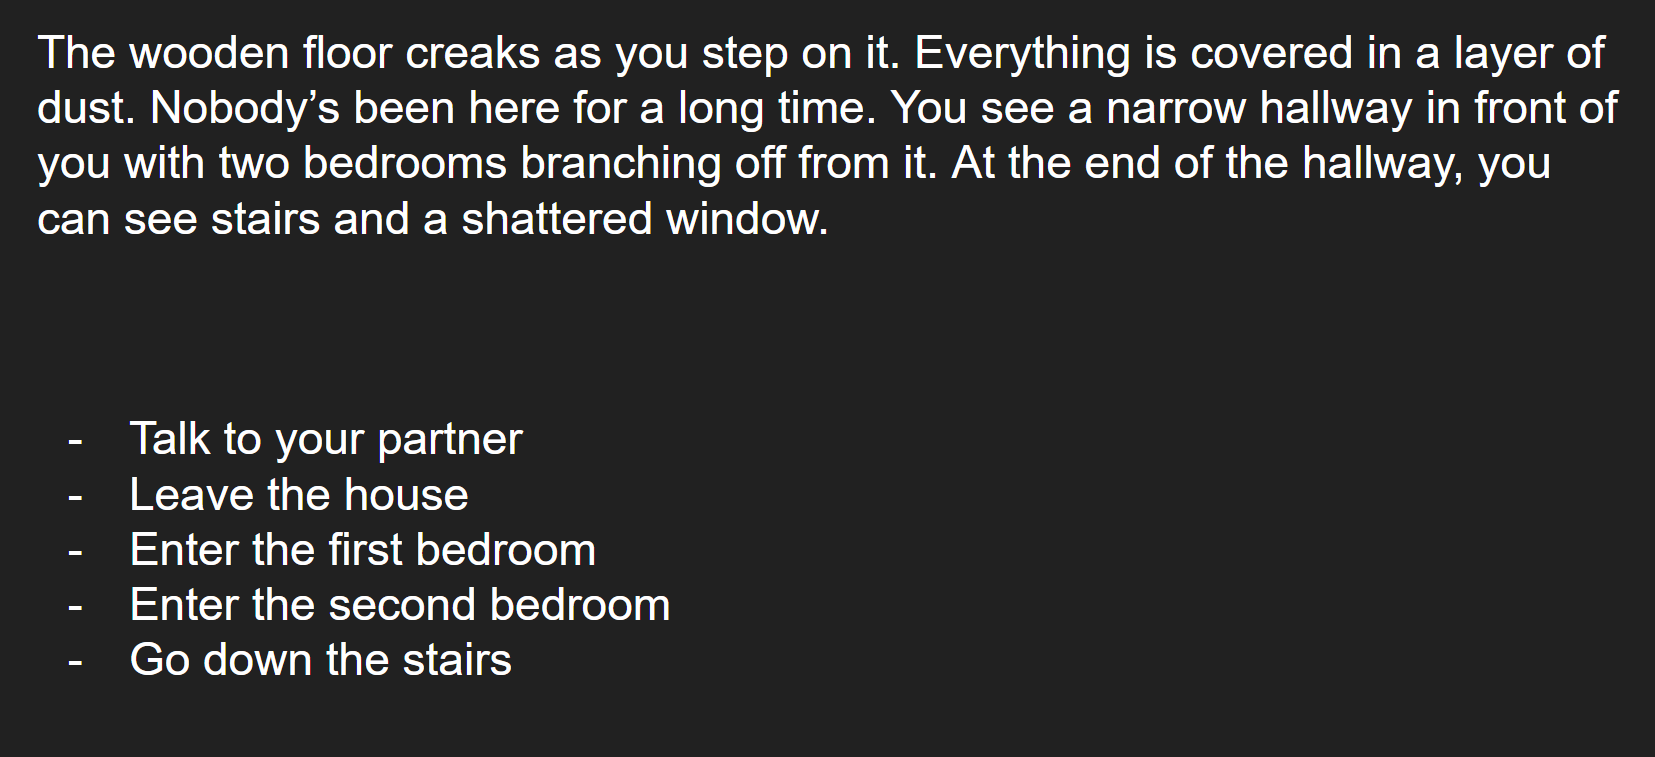 The wooden floor creaks as you step on it. Everything is covered in a layer of
dust. Nobody’s been here for a long time. You see a narrow hallway in front of
you with two bedrooms branching off from it. At the end of the hallway, you
can see stairs and a shattered window.
- Talk to your partner
- Leave the house
- Enter the first bedroom
- Enter the second bedroom
- Go down the stairs